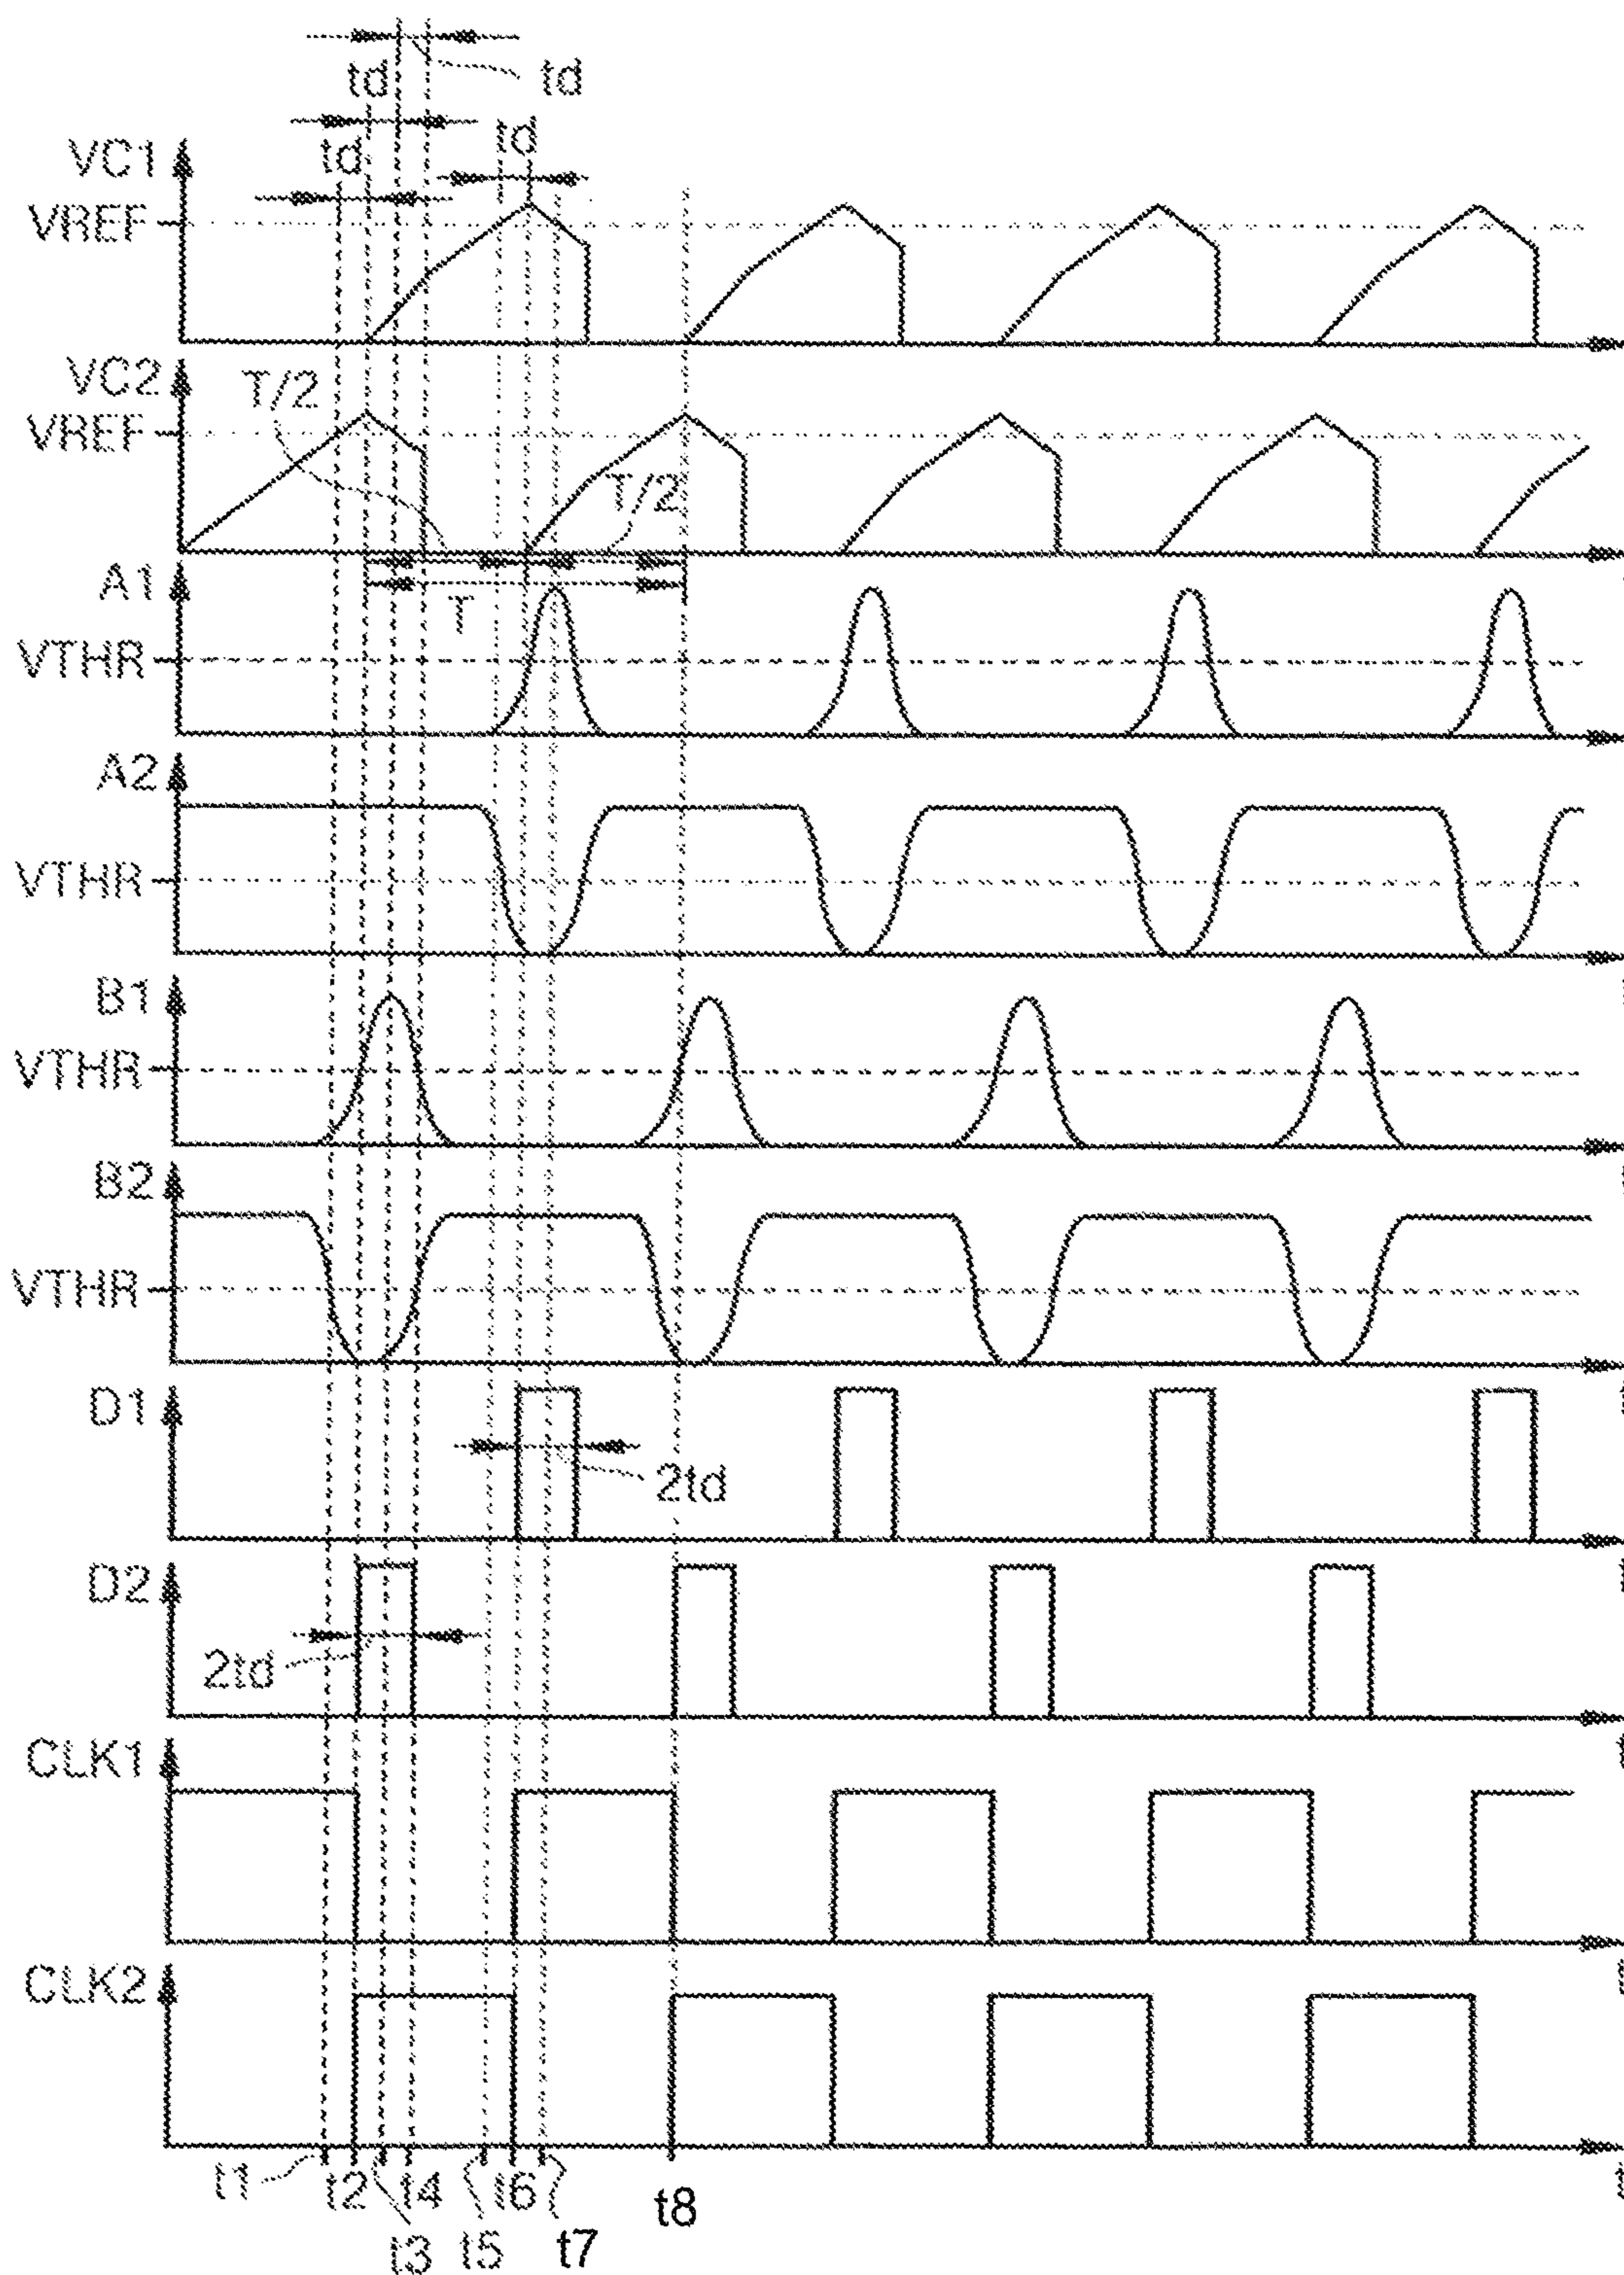 td
td
td
td
VC1
VREF
VC2
T/2
VREF
T/2
A1
T
VTHR
A2
VTHR
B1
VTHR
B2
VTHR
D1
2td
D2
2td
CLK1
CLK2
t1
t2
t4
t6
t8
t
t3
t5
t7